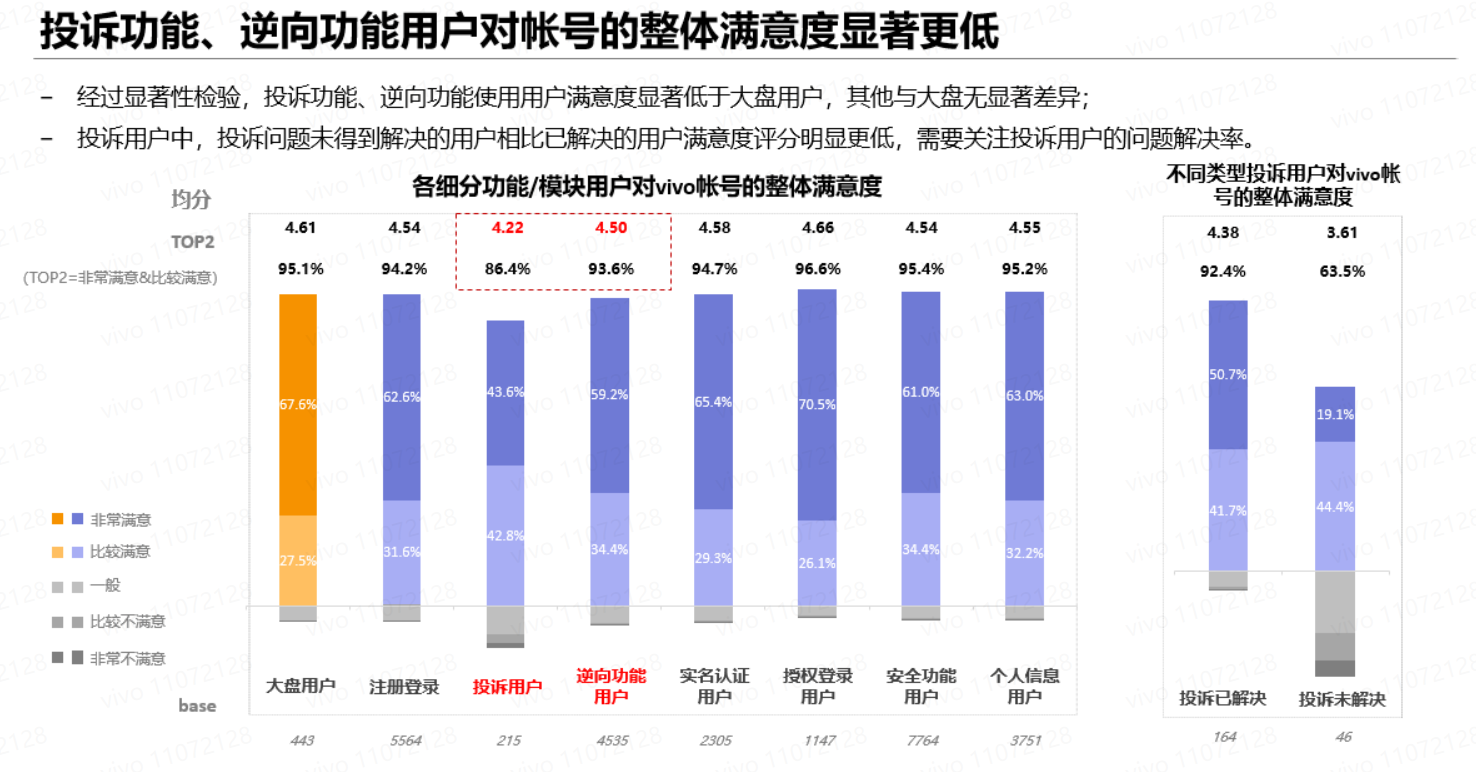 投诉功能、逆向功能用户对帐号的整体满意度显著更低
– 经过显著性检验，投诉功能、逆向功能使用用户满意度显著低于大盘用户，其他与大盘无显著差异；
– 投诉用户中，投诉问题未得到解决的用户相比已解决的用户满意度评分明显更低，需要关注投诉用户的问题解决率。
各细分功能/模块用户对vivo帐号的整体满意度
均分 4.61 4.54 4.22 4.50 4.58 4.66 4.54 4.55
TOP2 95.1% 94.2% 86.4% 93.6% 94.7% 96.6% 95.4% 95.2%
(TOP2=非常满意&比较满意)
67.6% 62.6% 43.6% 59.2% 65.4% 70.5% 61.0% 63.0%
27.5% 31.6% 42.8% 34.4% 29.3% 26.1% 34.4% 32.2%
非常满意
比较满意
一般
比较不满意
非常不满意
大盘用户
注册登录
投诉用户
逆向功能
用户
实名认证
用户
授权登录
用户
安全功能
用户
个人信息
用户
base 443 5564 215 4535 2305 1147 7764 3751
不同类型投诉用户对vivo帐
号的整体满意度
4.38 3.61
92.4% 63.5%
50.7% 19.1%
41.7% 44.4%
投诉已解决 投诉未解决
164 46
vivo 11072128